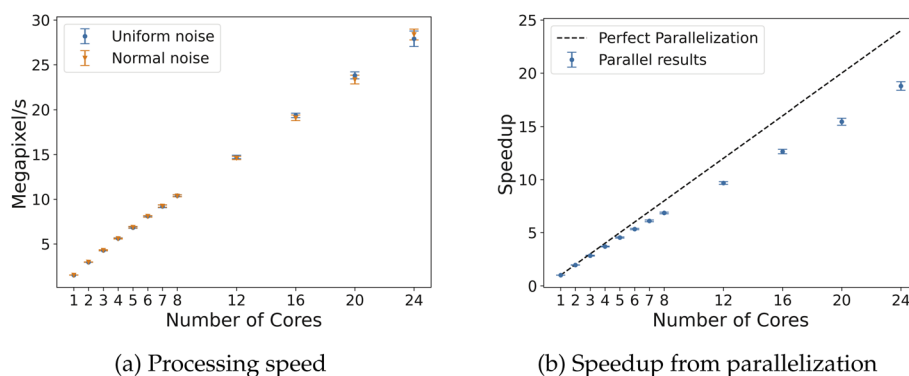 30
25
20
15
10
5
Megapixel/s
Uniform noise
Normal noise
1 2 3 4 5 6 7 8 12 16 20 24
Number of Cores
(a) Processing speed
25
20
15
10
5
0
Speedup
Perfect Parallelization
Parallel results
1 2 3 4 5 6 7 8 12 16 20 24
Number of Cores
(b) Speedup from parallelization